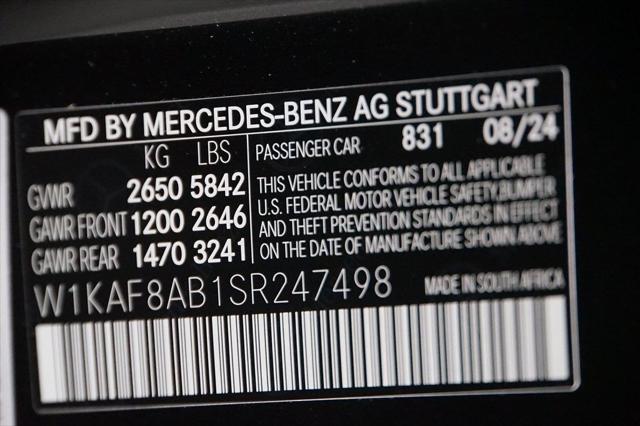 MFD BY MERCEDES-BENZ AG STUTTGART
KG LBS
GVWR 2650 5842
GAWR FRONT 1200 2646
GAWR REAR 1470 3241
PASSENGER CAR 831 08/24
THIS VEHICLE CONFORMS TO ALL APPLICABLE
U.S. FEDERAL MOTOR VEHICLE SAFETY,BUMPER
AND THEFT PREVENTION STANDARDS IN EFFECT
ON THE DATE OF MANUFACTURE SHOWN ABOVE
W1KAF8AB1SR247498 MADE IN SOUTH AFRICA